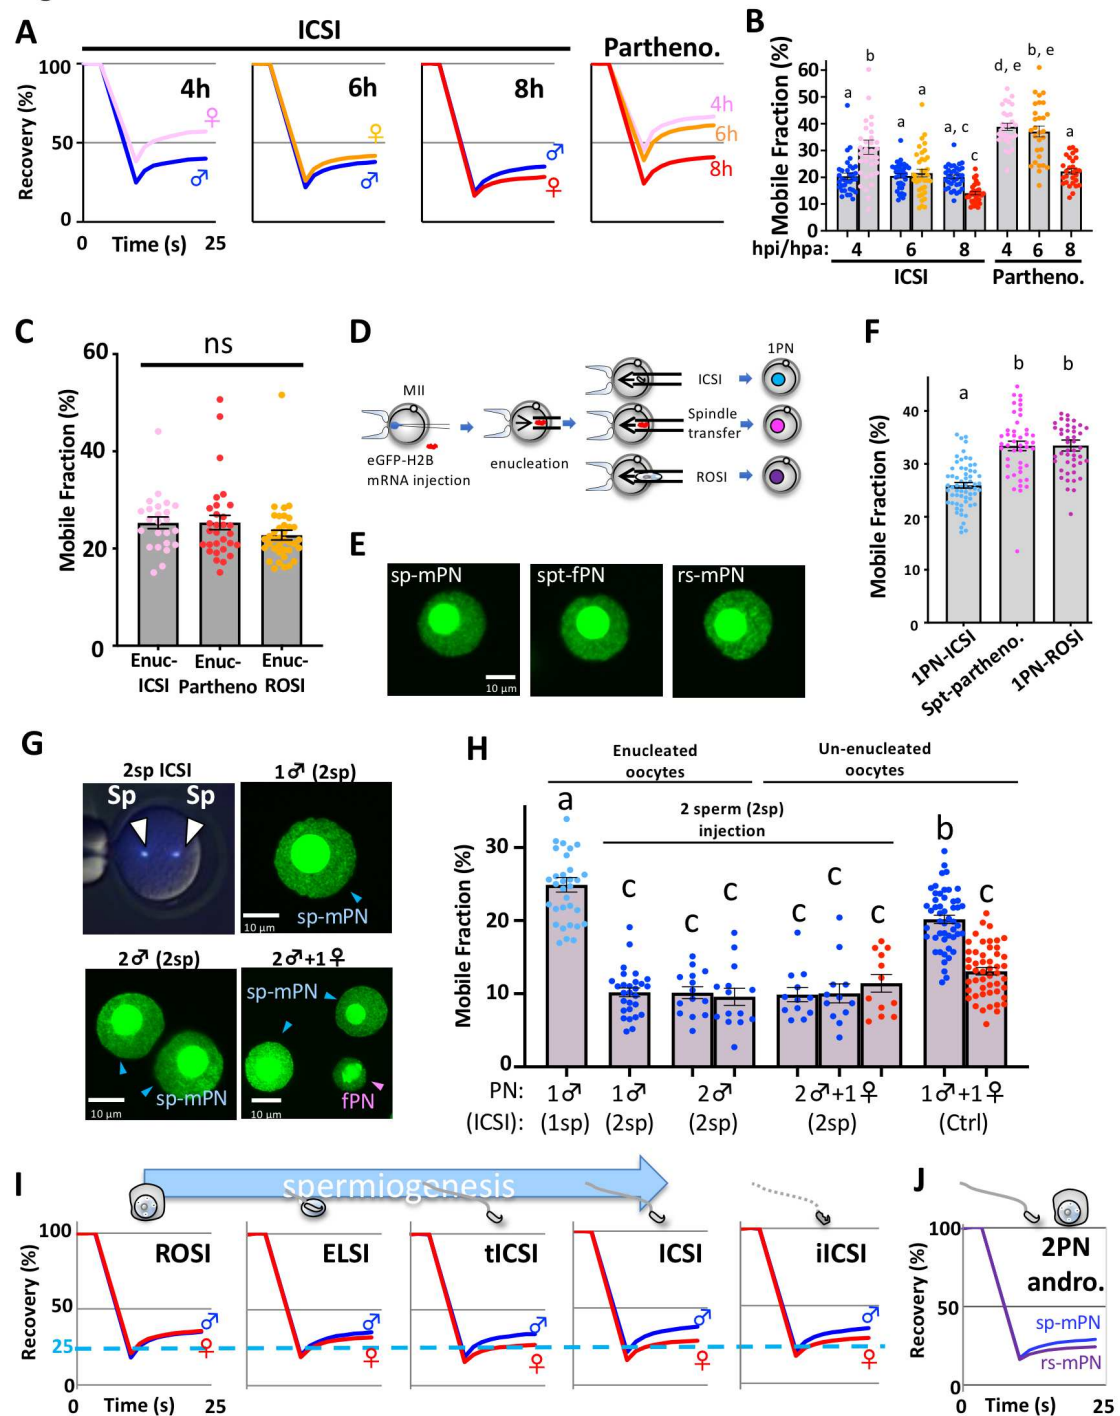 A
ICSI
Partheno.
100
50
0
Recovery (%)
4h
♀
♂
6h
♀
♂
8h
♂
♀
4h
6h
8h
0
Time (s)
25
B
Mobile Fraction (%)
60
50
40
30
20
10
0
a
b
a
a
a, c
c
d, e
b, e
a
hpi/hpa:
4
6
8
4
6
8
ICSI
Partheno.
C
Mobile Fraction (%)
60
40
20
0
ns
Enuc-
ICSI
Enuc-
Partheno
Enuc-
ROSI
D
MII
eGFP-H2B
mRNA injection
enucleation
ICSI
Spindle
transfer
ROSI
1PN
E
sp-mPN
spt-fPN
rs-mPN
10 μm
F
Mobile Fraction (%)
40
30
20
10
0
a
b
b
1PN-ICSI
Spt-partheno.
1PN-ROSI
G
2sp ICSI
Sp
Sp
1♂ (2sp)
sp-mPN
10 μm
2♂ (2sp)
sp-mPN
10 μm
2♂+1♀
sp-mPN
fPN
10 μm
H
Enucleated
oocytes
Un-enucleated
oocytes
2 sperm (2sp)
injection
Mobile Fraction (%)
30
20
10
0
a
c
c
c
c
c
b
c
PN:
1♂
1♂
2♂
2♂+1♀
1♂+1♀
(ICSI):
(1sp)
(2sp)
(2sp)
(2sp)
(Ctrl)
I
spermiogenesis
Recovery (%)
100
50
25
0
ROSI
♂
♀
ELSI
♂
♀
tICSI
♂
♀
ICSI
♂
♀
iICSI
♂
♀
0
Time (s)
25
J
Recovery (%)
100
50
0
2PN
andro.
sp-mPN
rs-mPN
0
Time (s)
25